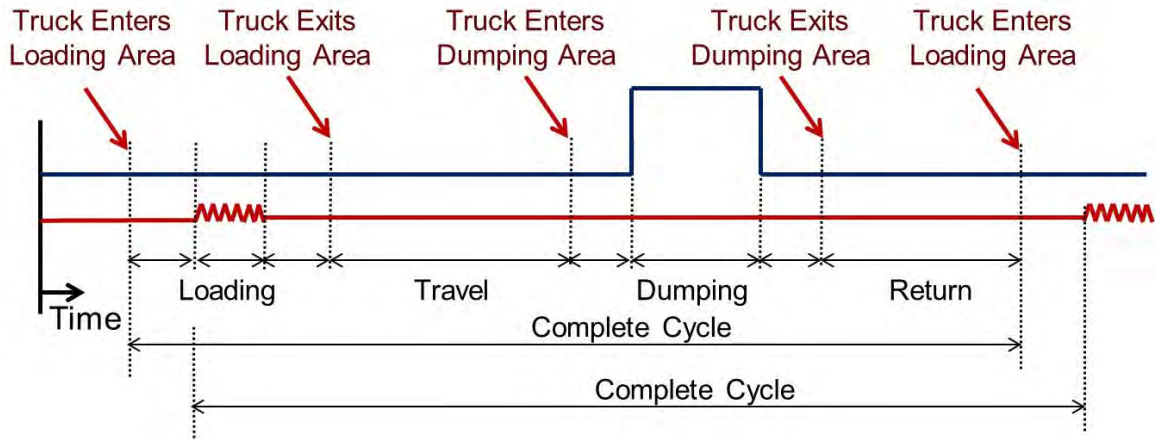 Truck Enters
Loading Area
Truck Exits
Loading Area
Truck Enters
Dumping Area
Truck Exits
Dumping Area
Truck Enters
Loading Area
Loading
Travel
Dumping
Return
Time
Complete Cycle
Complete Cycle